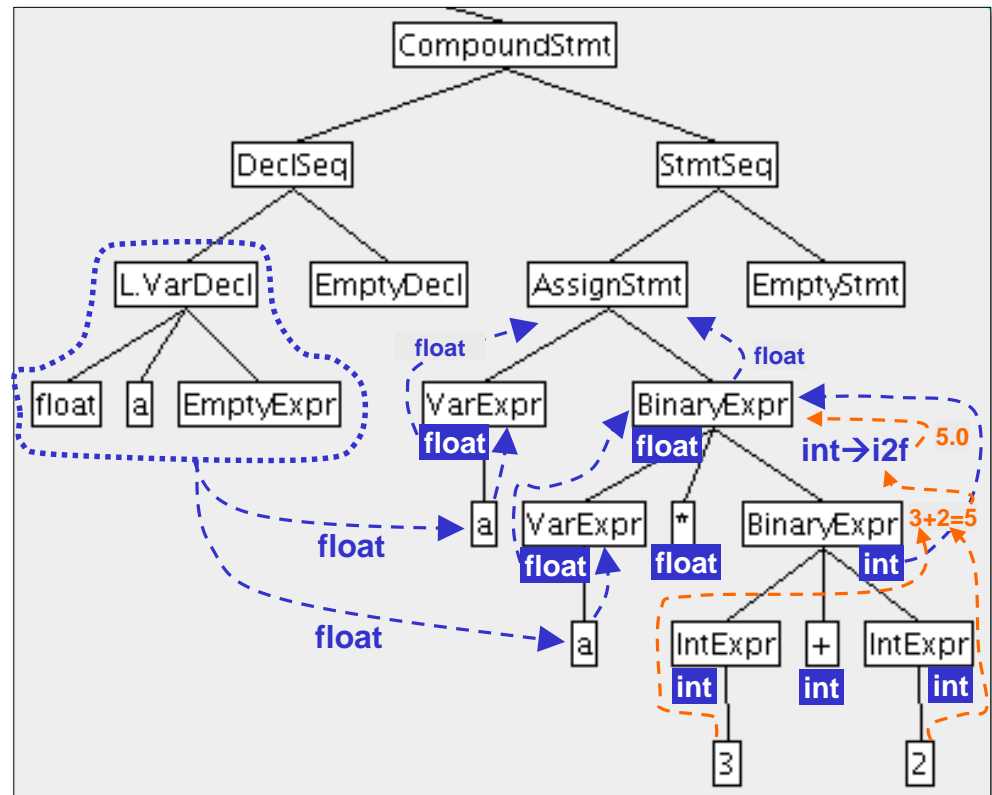 CompoundStmt
DeclSeq StmtSeq
L.VarDecl EmptyDecl AssignStmt EmptyStmt
float float
float a EmptyExpr VarExpr BinaryExpr
float float int→i2f 5.0
a VarExpr * BinaryExpr 3+2=5
float float float int
float a IntExpr + IntExpr
int int int
3 2